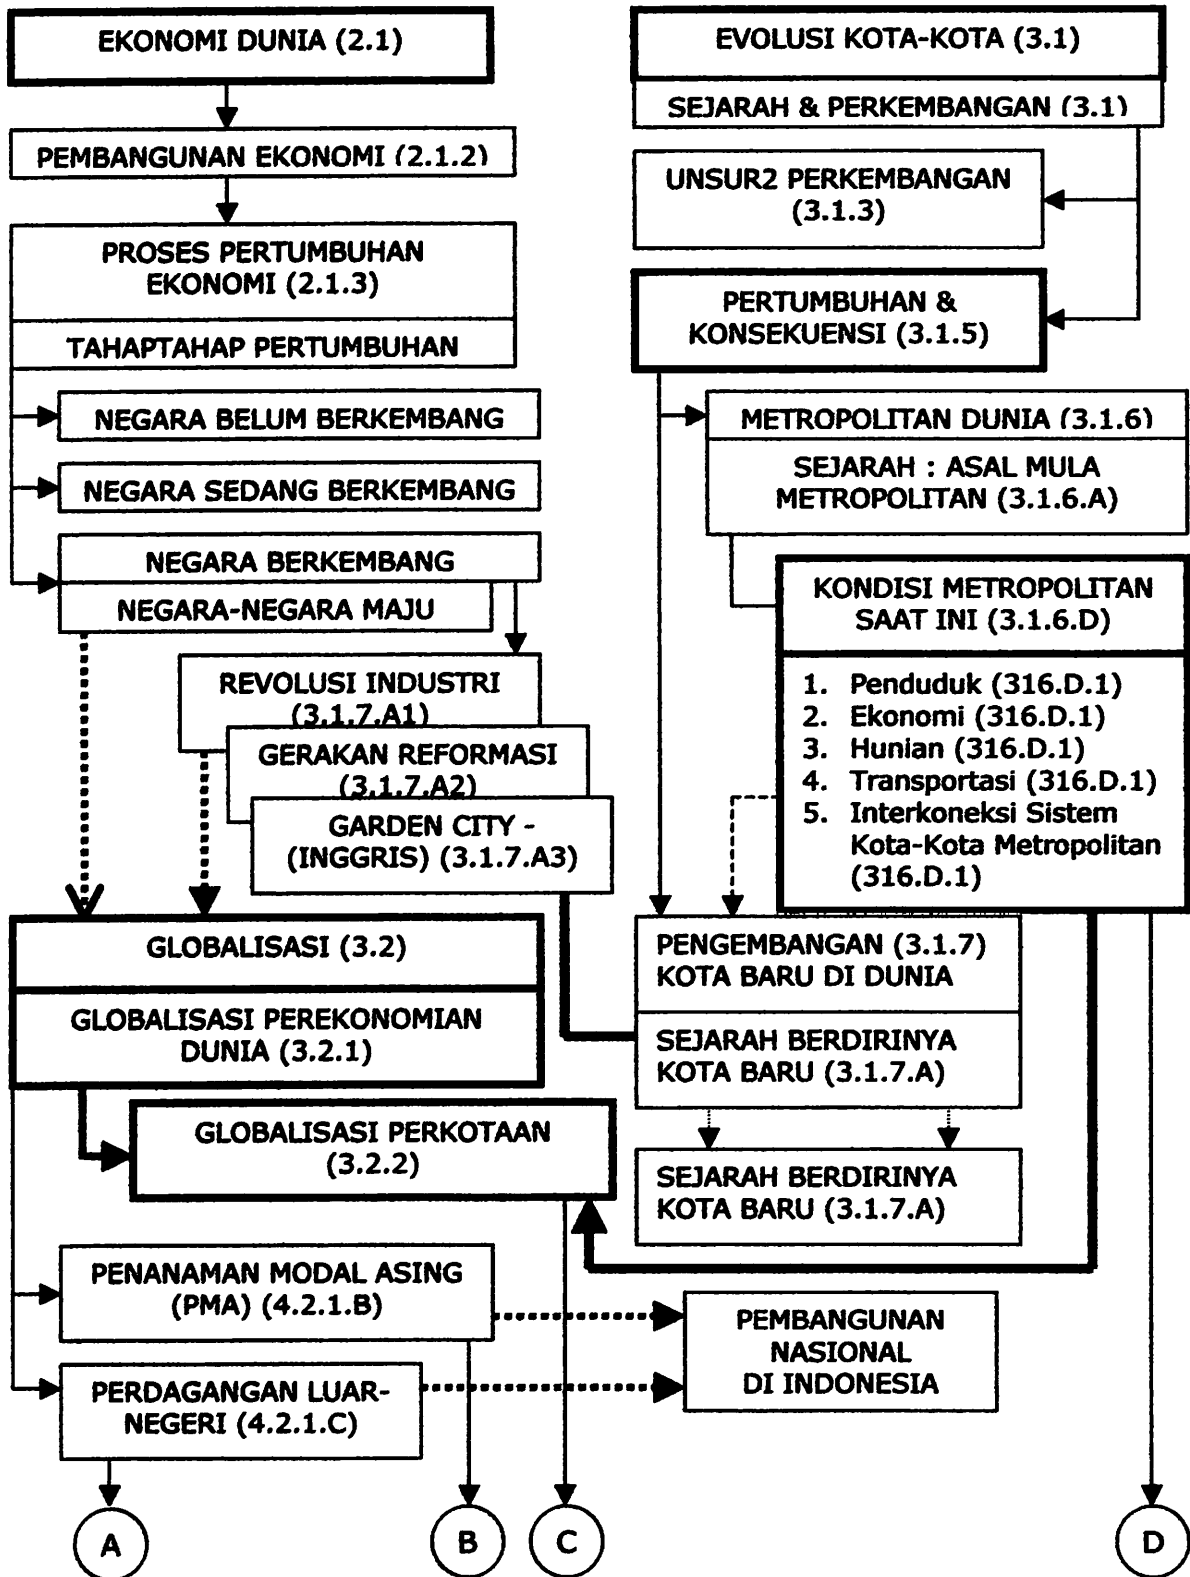 EKONOMI DUNIA (2.1)
PEMBANGUNAN EKONOMI (2.1.2)
PROSES PERTUMBUHAN
EKONOMI (2.1.3)
TAHAPTAHAP PERTUMBUHAN
NEGARA BELUM BERKEMBANG
NEGARA SEDANG BERKEMBANG
NEGARA BERKEMBANG
NEGARA-NEGARA MAJU
REVOLUSI INDUSTRI
(3.1.7.A1)
GERAKAN REFORMASI
(3.1.7.A2)
GARDEN CITY -
(INGGRIS) (3.1.7.A3)
GLOBALISASI (3.2)
GLOBALISASI PEREKONOMIAN
DUNIA (3.2.1)
GLOBALISASI PERKOTAAN
(3.2.2)
PENANAMAN MODAL ASING
(PMA) (4.2.1.B)
PERDAGANGAN LUAR-
NEGERI (4.2.1.C)
EVOLUSI KOTA-KOTA (3.1)
SEJARAH & PERKEMBANGAN (3.1)
UNSUR2 PERKEMBANGAN
(3.1.3)
PERTUMBUHAN &
KONSEKUENSI (3.1.5)
METROPOLITAN DUNIA (3.1.6)
SEJARAH : ASAL MULA
METROPOLITAN (3.1.6.A)
KONDISI METROPOLITAN
SAAT INI (3.1.6.D)
1. Penduduk (316.D.1)
2. Ekonomi (316.D.1)
3. Hunian (316.D.1)
4. Transportasi (316.D.1)
5. Interkoneksi Sistem
Kota-Kota Metropolitan
(316.D.1)
PENGEMBANGAN (3.1.7)
KOTA BARU DI DUNIA
SEJARAH BERDIRINYA
KOTA BARU (3.1.7.A)
SEJARAH BERDIRINYA
KOTA BARU (3.1.7.A)
PEMBANGUNAN
NASIONAL
DI INDONESIA
A
B
C
D